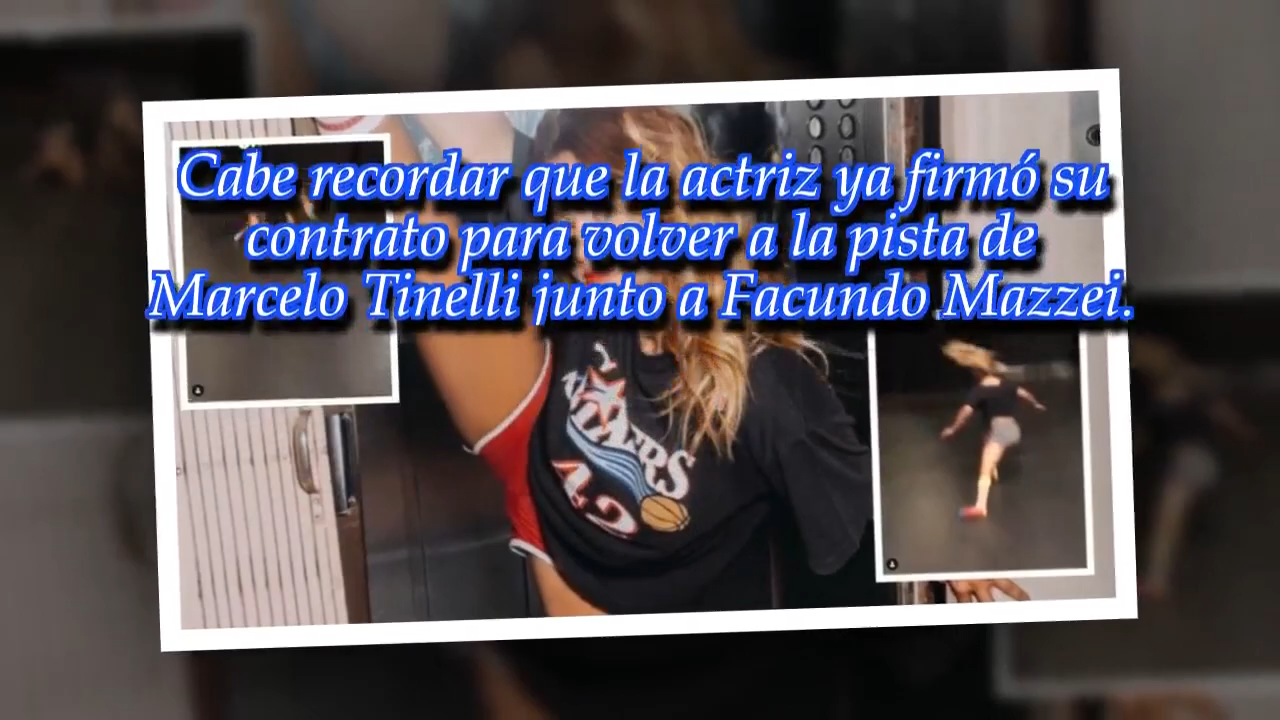 Cabe recordar que la actriz ya firmó su
contrato para volver a la pista de
Marcelo Tinelli junto a Facundo Mazzei.
42